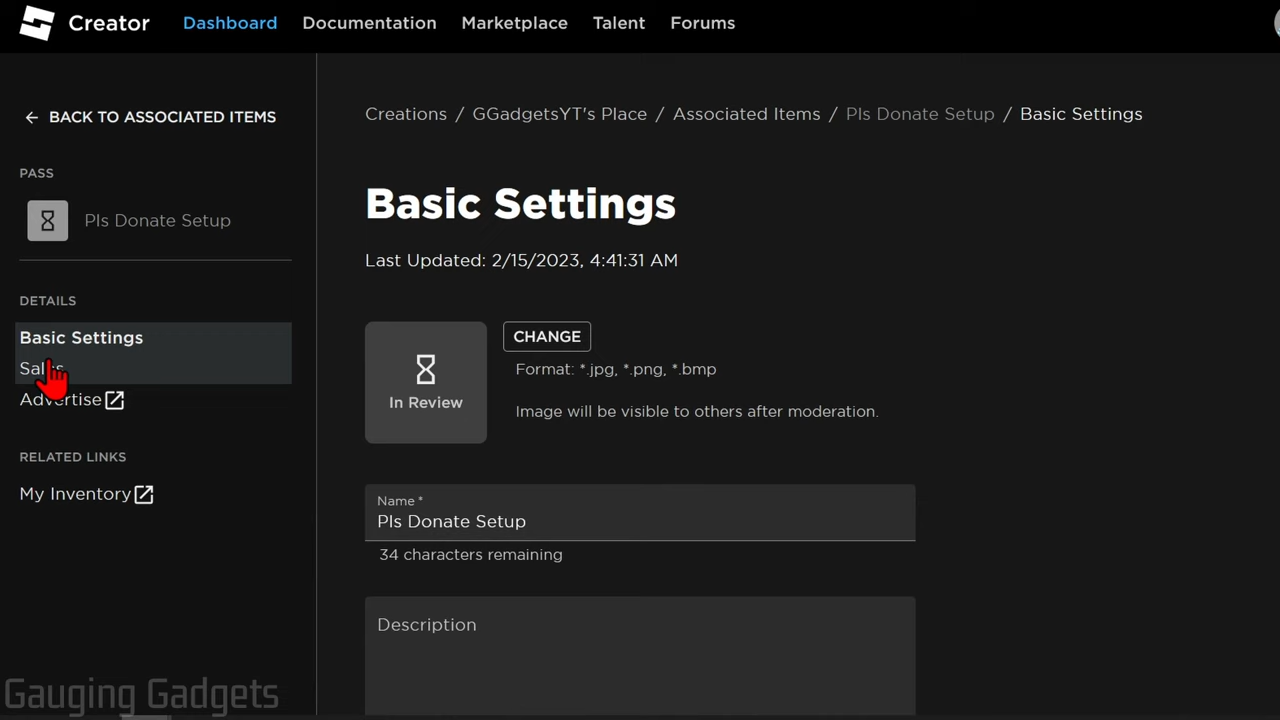 Creator Dashboard Documentation Marketplace Talent Forums
← BACK TO ASSOCIATED ITEMS
Creations / GGadgetsYT's Place / Associated Items / Pls Donate Setup / Basic Settings
PASS
Pls Donate Setup
DETAILS
Basic Settings
Sales
Advertise
RELATED LINKS
My Inventory
Basic Settings
Last Updated: 2/15/2023, 4:41:31 AM
In Review
CHANGE
Format: *.jpg, *.png, *.bmp
Image will be visible to others after moderation.
Name *
Pls Donate Setup
34 characters remaining
Description
Gauging Gadgets